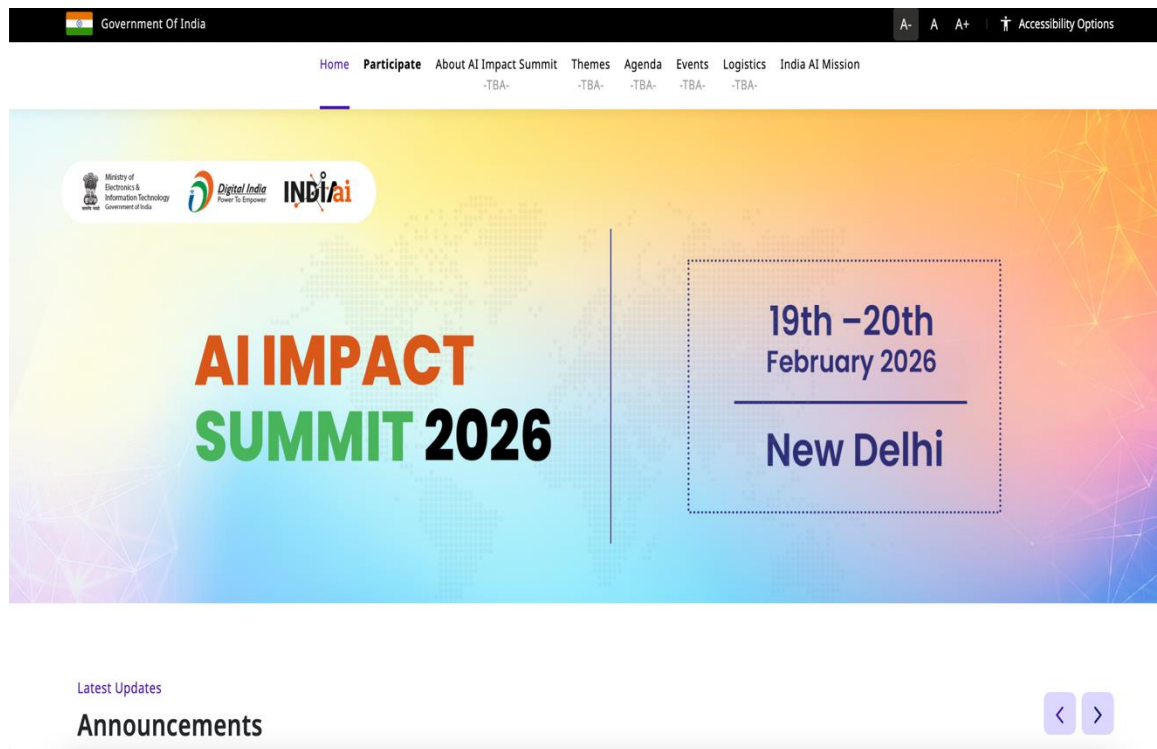 Government Of India
A- A A+ Accessibility Options
Home Participate About AI Impact Summit Themes Agenda Events Logistics India AI Mission
-TBA- -TBA- -TBA- -TBA- -TBA-
Ministry of
Electronics &
Information Technology
Government of India
Digital India
Power To Empower
INDIAai
AI IMPACT
SUMMIT 2026
19th –20th
February 2026
New Delhi
Latest Updates
Announcements